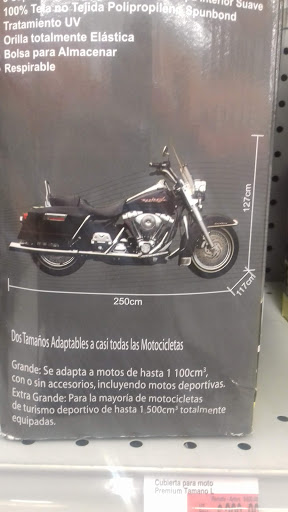 100% Tela no Tejida Polipropileno Spunbond
Interior Suave
Tratamiento UV
Orilla totalmente Elástica
Bolsa para Almacenar
Respirable
127cm
117cm
250cm
Dos Tamaños Adaptables a casi todas las Motocicletas
Grande: Se adapta a motos de hasta 1 100cm³,
con o sin accesorios, incluyendo motos deportivas.
Extra Grande: Para la mayoría de motocicletas
de turismo deportivo de hasta 1 500cm³ totalmente
equipadas.
Cubierta para moto
Premium Tamano L